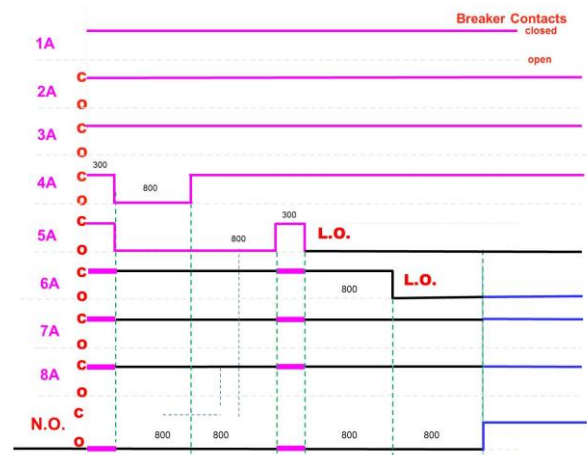 Breaker Contacts
closed
1A
open
C
2A
O
C
3A
O
300
C
4A
O
800
C
300
5A
O
800
L.O.
C
6A
O
800
L.O.
C
7A
O
C
8A
O
C
N.O.
O
800 800 800 800